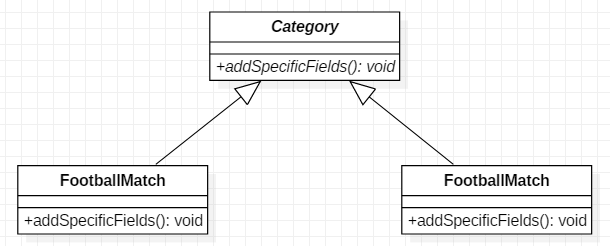 Category
+addSpecificFields(): void
FootballMatch
+addSpecificFields(): void
FootballMatch
+addSpecificFields(): void